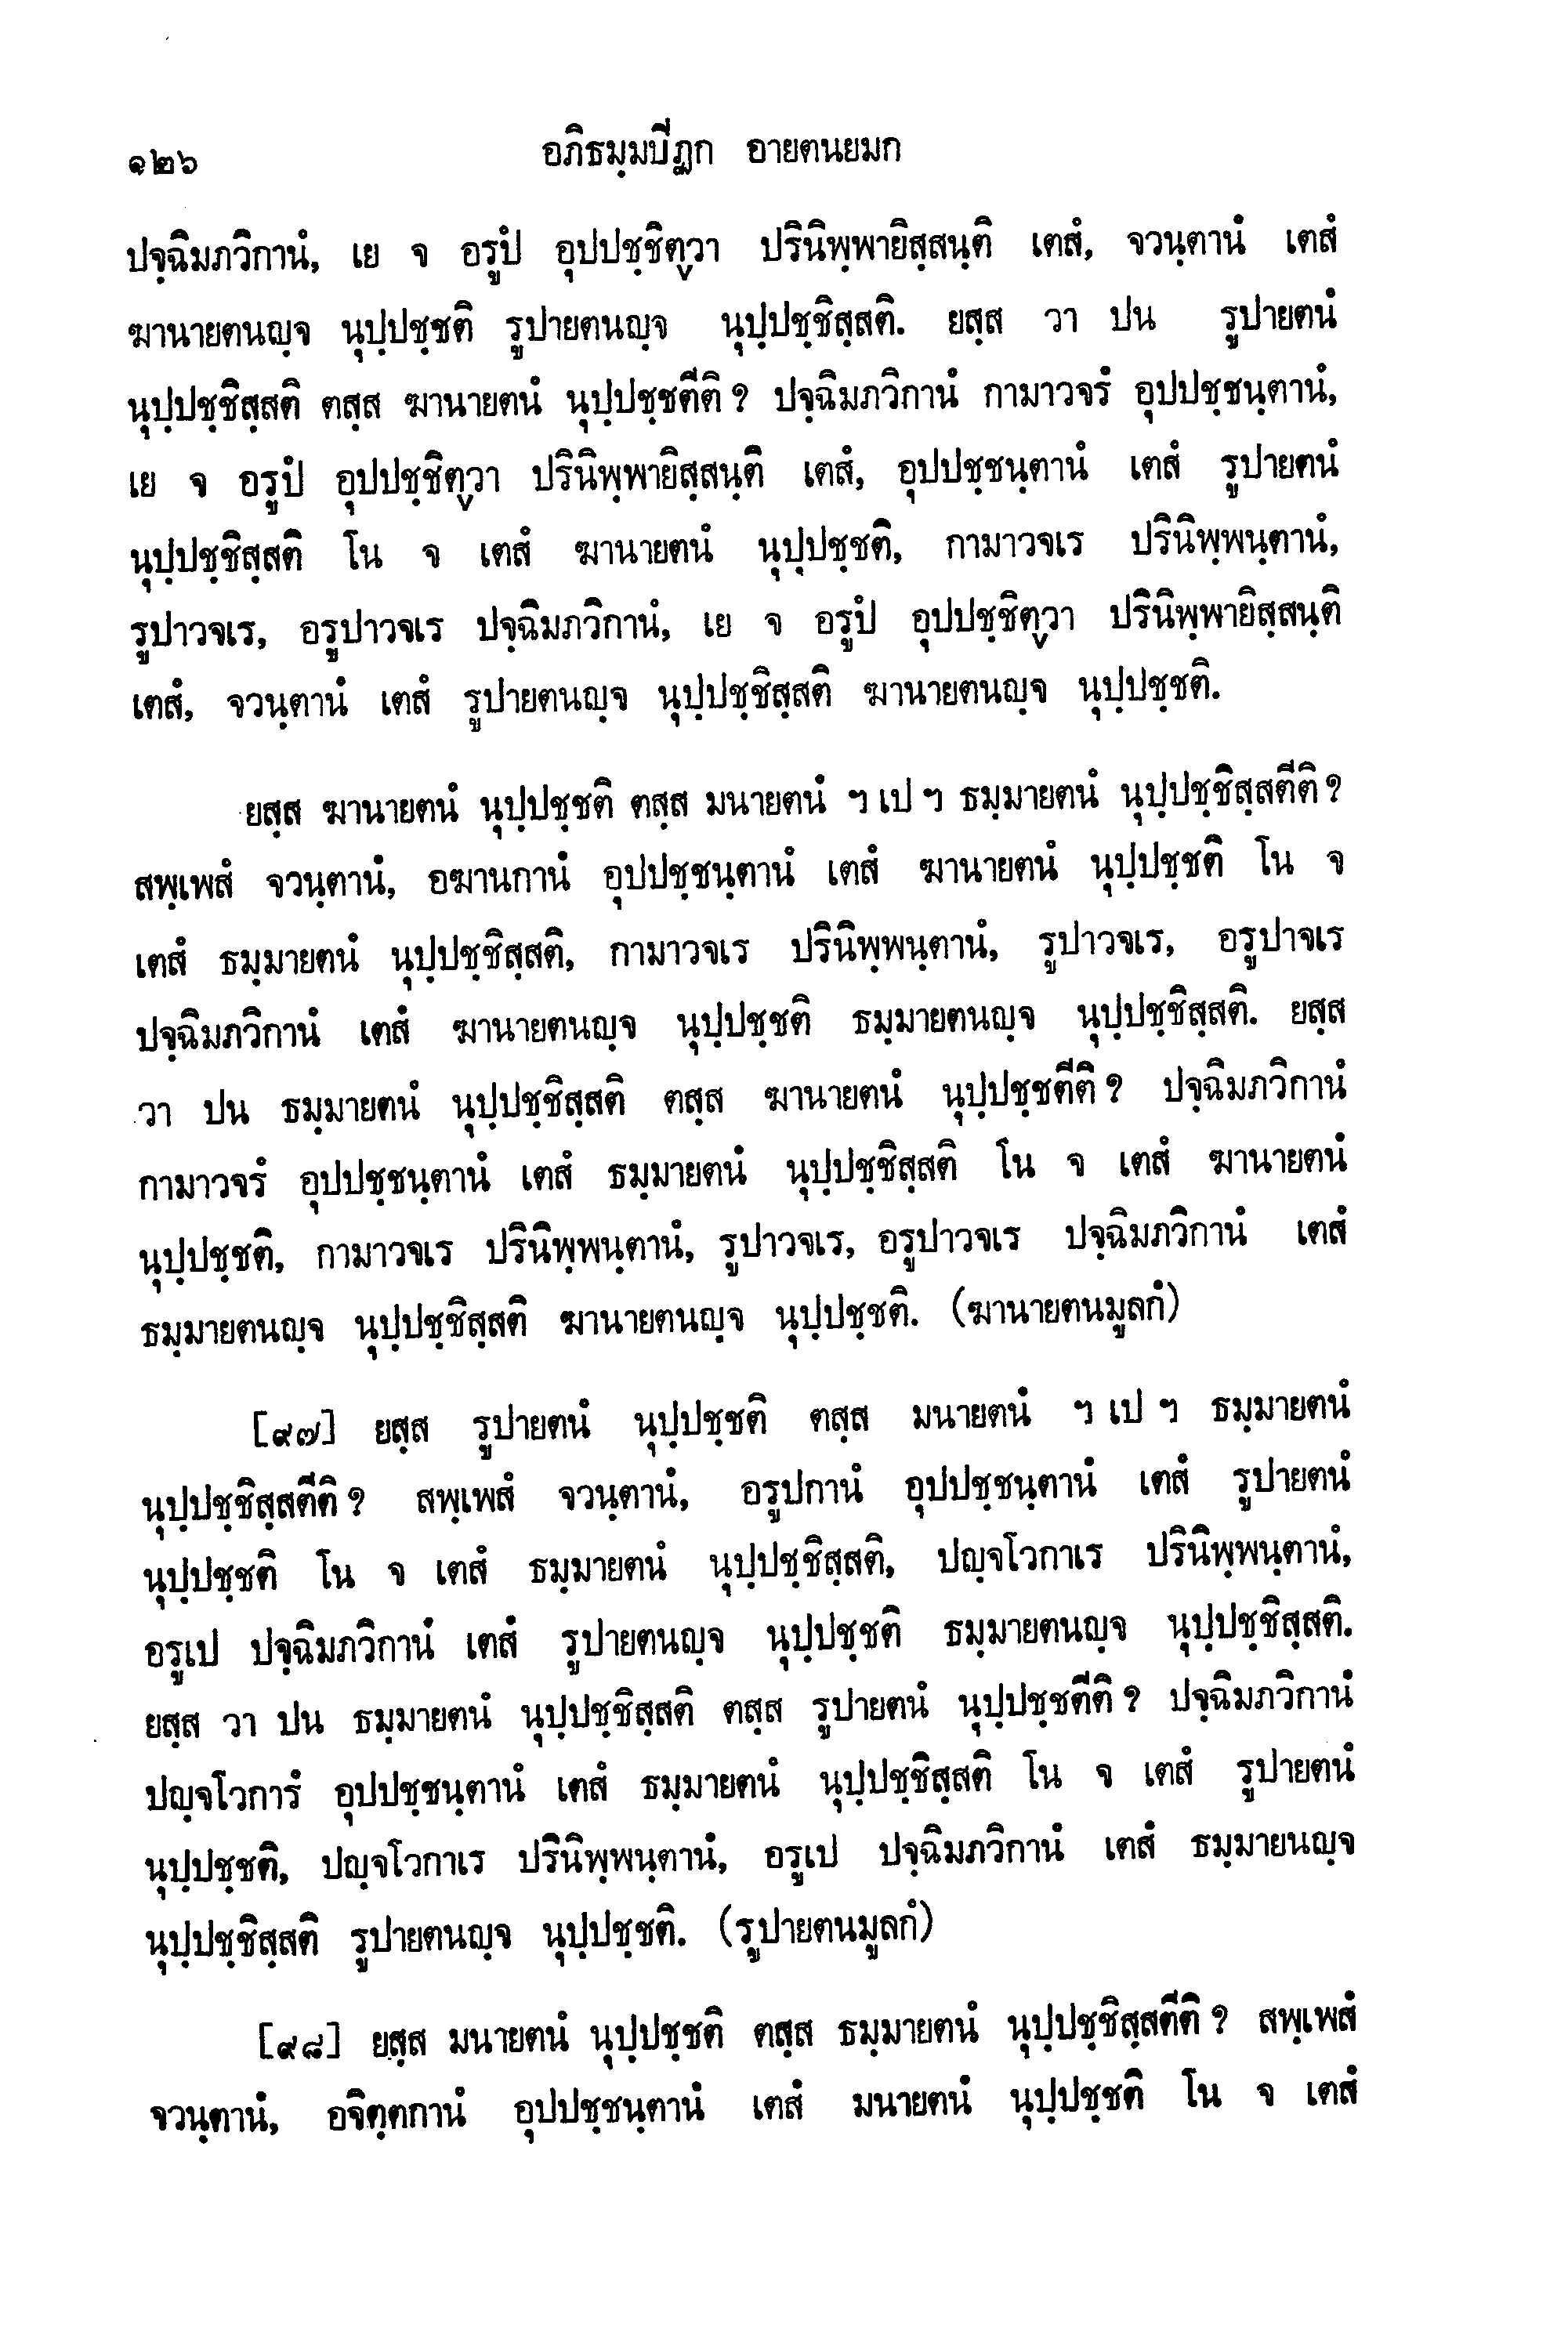 ๑๒๖ อภิธมฺมปีฏก อายตนยมก
ปจฺฉิมภวิกานํ, เย จ อรูปํ อุปปชฺชิตฺวา ปรินิพฺพายิสฺสนฺติ เตสํ, จวนฺตานํ เตสํ
ฆานายตนญฺจ นุปฺปชฺชติ รูปายตนญฺจ นุปฺปชฺชิสฺสติ. ยสฺส วา ปน รูปายตนํ
นุปฺปชฺชิสฺสติ ตสฺส ฆานายตนํ นุปฺปชฺชตีติ ? ปจฺฉิมภวิกานํ กามาวจรํ อุปปชฺชนฺตานํ,
เย จ อรูปํ อุปปชฺชิตฺวา ปรินิพฺพายิสฺสนฺติ เตสํ, อุปปชฺชนฺตานํ เตสํ รูปายตนํ
นุปฺปชฺชิสฺสติ โน จ เตสํ ฆานายตนํ นุปฺปชฺชติ, กามาวจเร ปรินิพฺพนฺตานํ,
รูปาวจเร, อรูปาวจเร ปจฺฉิมภวิกานํ, เย จ อรูปํ อุปปชฺชิตฺวา ปรินิพฺพายิสฺสนฺติ
เตสํ, จวนฺตานํ เตสํ รูปายตนญฺจ นุปฺปชฺชิสฺสติ ฆานายตนญฺจ นุปฺปชฺชติ.
ยสฺส ฆานายตนํ นุปฺปชฺชติ ตสฺส มนายตนํ ฯ เป ฯ ธมฺมายตนํ นุปฺปชฺชิสฺสตีติ ?
สพฺเพสํ จวนฺตานํ, อฆานกานํ อุปปชฺชนฺตานํ เตสํ ฆานายตนํ นุปฺปชฺชติ โน จ
เตสํ ธมฺมายตนํ นุปฺปชฺชิสฺสติ, กามาวจเร ปรินิพฺพนฺตานํ, รูปาวจเร, อรูปาจเร
ปจฺฉิมภวิกานํ เตสํ ฆานายตนญฺจ นุปฺปชฺชติ ธมฺมายตนญฺจ นุปฺปชฺชิสฺสติ. ยสฺส
วา ปน ธมฺมายตนํ นุปฺปชฺชิสฺสติ ตสฺส ฆานายตนํ นุปฺปชฺชตีติ ? ปจฺฉิมภวิกานํ
กามาวจรํ อุปปชฺชนฺตานํ เตสํ ธมฺมายตนํ นุปฺปชฺชิสฺสติ โน จ เตสํ ฆานายตนํ
นุปฺปชฺชติ, กามาวจเร ปรินิพฺพนฺตานํ, รูปาวจเร, อรูปาวจเร ปจฺฉิมภวิกานํ เตสํ
ธมฺมายตนญฺจ นุปฺปชฺชิสฺสติ ฆานายตนญฺจ นุปฺปชฺชติ. (ฆานายตนมูลกํ)
[๙๗] ยสฺส รูปายตนํ นุปฺปชฺชติ ตสฺส มนายตนํ ฯ เป ฯ ธมฺมายตนํ
นุปฺปชฺชิสฺสตีติ ? สพฺเพสํ จวนฺตานํ, อรูปกานํ อุปปชฺชนฺตานํ เตสํ รูปายตนํ
นุปฺปชฺชติ โน จ เตสํ ธมฺมายตนํ นุปฺปชฺชิสฺสติ, ปญฺจโวกาเร ปรินิพฺพนฺตานํ,
อรูเป ปจฺฉิมภวิกานํ เตสํ รูปายตนญฺจ นุปฺปชฺชติ ธมฺมายตนญฺจ นุปฺปชฺชิสฺสติ.
ยสฺส วา ปน ธมฺมายตนํ นุปฺปชฺชิสฺสติ ตสฺส รูปายตนํ นุปฺปชฺชตีติ ? ปจฺฉิมภวิกานํ
ปญฺจโวการํ อุปปชฺชนฺตานํ เตสํ ธมฺมายตนํ นุปฺปชฺชิสฺสติ โน จ เตสํ รูปายตนํ
นุปฺปชฺชติ, ปญฺจโวกาเร ปรินิพฺพนฺตานํ, อรูเป ปจฺฉิมภวิกานํ เตสํ ธมฺมายนญฺจ
นุปฺปชฺชิสฺสติ รูปายตนญฺจ นุปฺปชฺชติ. (รูปายตนมูลกํ)
[๙๘] ยสฺส มนายตนํ นุปฺปชฺชติ ตสฺส ธมฺมายตนํ นุปฺปชฺชิสฺสตีติ ? สพฺเพสํ
จวนฺตานํ, อจิตฺตกานํ อุปปชฺชนฺตานํ เตสํ มนายตนํ นุปฺปชฺชติ โน จ เตสํ